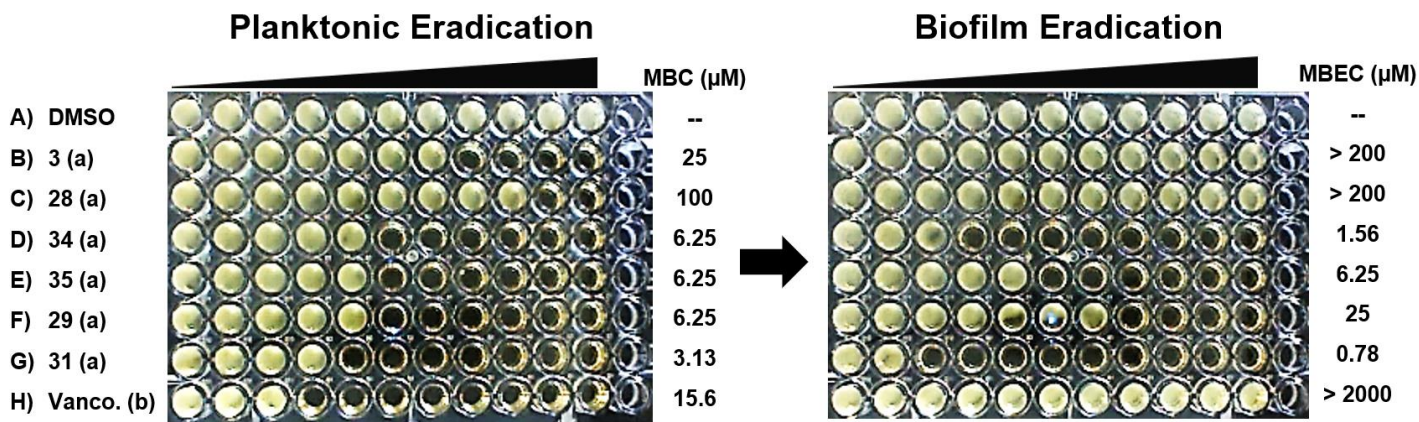 Planktonic Eradication
Biofilm Eradication
MBC (µM)
MBEC (µM)
A) DMSO -- --
B) 3 (a) 25 > 200
C) 28 (a) 100 > 200
D) 34 (a) 6.25 1.56
E) 35 (a) 6.25 6.25
F) 29 (a) 6.25 25
G) 31 (a) 3.13 0.78
H) Vanco. (b) 15.6 > 2000